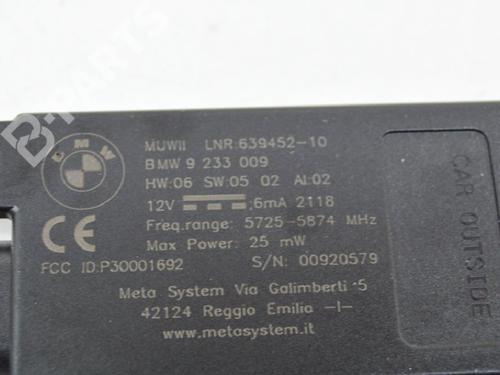 B-PARTS
BMW
MUWII LNR:639452-10
BMW 9 233 009
HW:06 SW:05 02 AI:02
12V ;6mA 2118
Freq.range: 5725-5874 MHz
Max Power: 25 mW
CE
FCC ID:P30001692 S/N: 00920579
Meta System Via Galimberti 5
42124 Reggio Emilia -I-
www.metasystem.it
CAR OUTSIDE